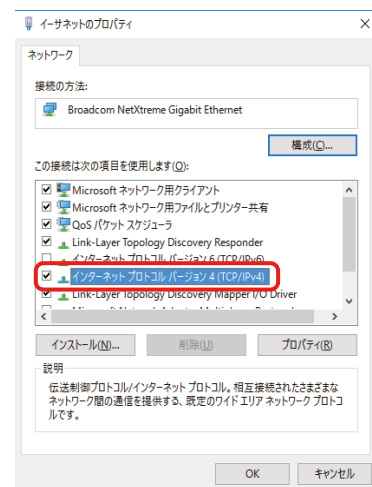 イーサネットのプロパティ
ネットワーク
接続の方法:
Broadcom NetXtreme Gigabit Ethernet
構成(C)...
この接続は次の項目を使用します(O):
Microsoft ネットワーク用クライアント
Microsoft ネットワーク用ファイルとプリンター共有
QoS パケット スケジューラ
Link-Layer Topology Discovery Responder
インターネット プロトコル バージョン 6 (TCP/IPv6)
インターネット プロトコル バージョン 4 (TCP/IPv4)
Link-Layer Topology Discovery Mapper I/O Driver
インストール(N)...
削除(U)
プロパティ(R)
説明
伝送制御プロトコル/インターネット プロトコル。相互接続されたさまざまな
ネットワーク間の通信を提供する、既定のワイド エリア ネットワーク プロトコ
ルです。
OK
キャンセル